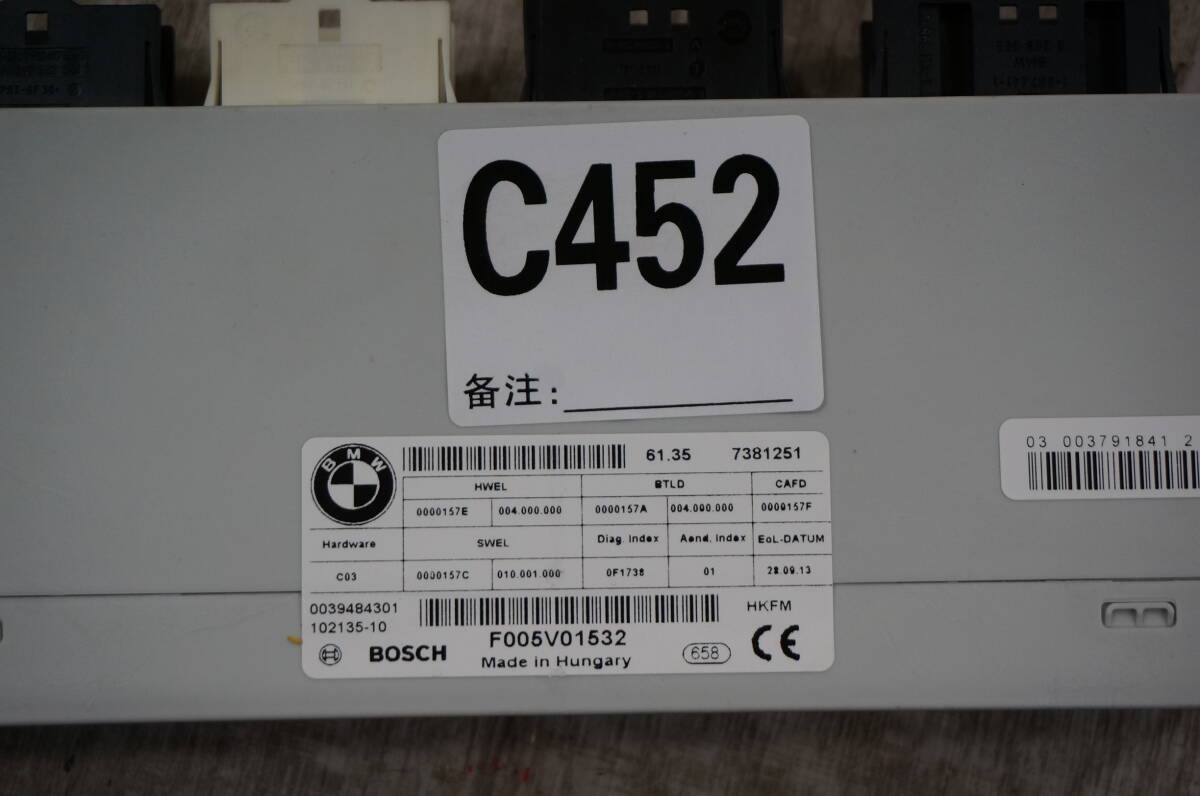 C452
备注:
BMW
61.35 7381251
HWEL BTLD CAFD
0000157E 004.000.000 0000157A 004.000.000 0000157F
Hardware SWEL Diag. Index Aend. Index EoL-DATUM
C03 0000157C 010.001.000 0F1738 01 28.09.13
0039484301 HKFM
102135-10
BOSCH F005V01532 658 CE
Made in Hungary
03 003791841 2